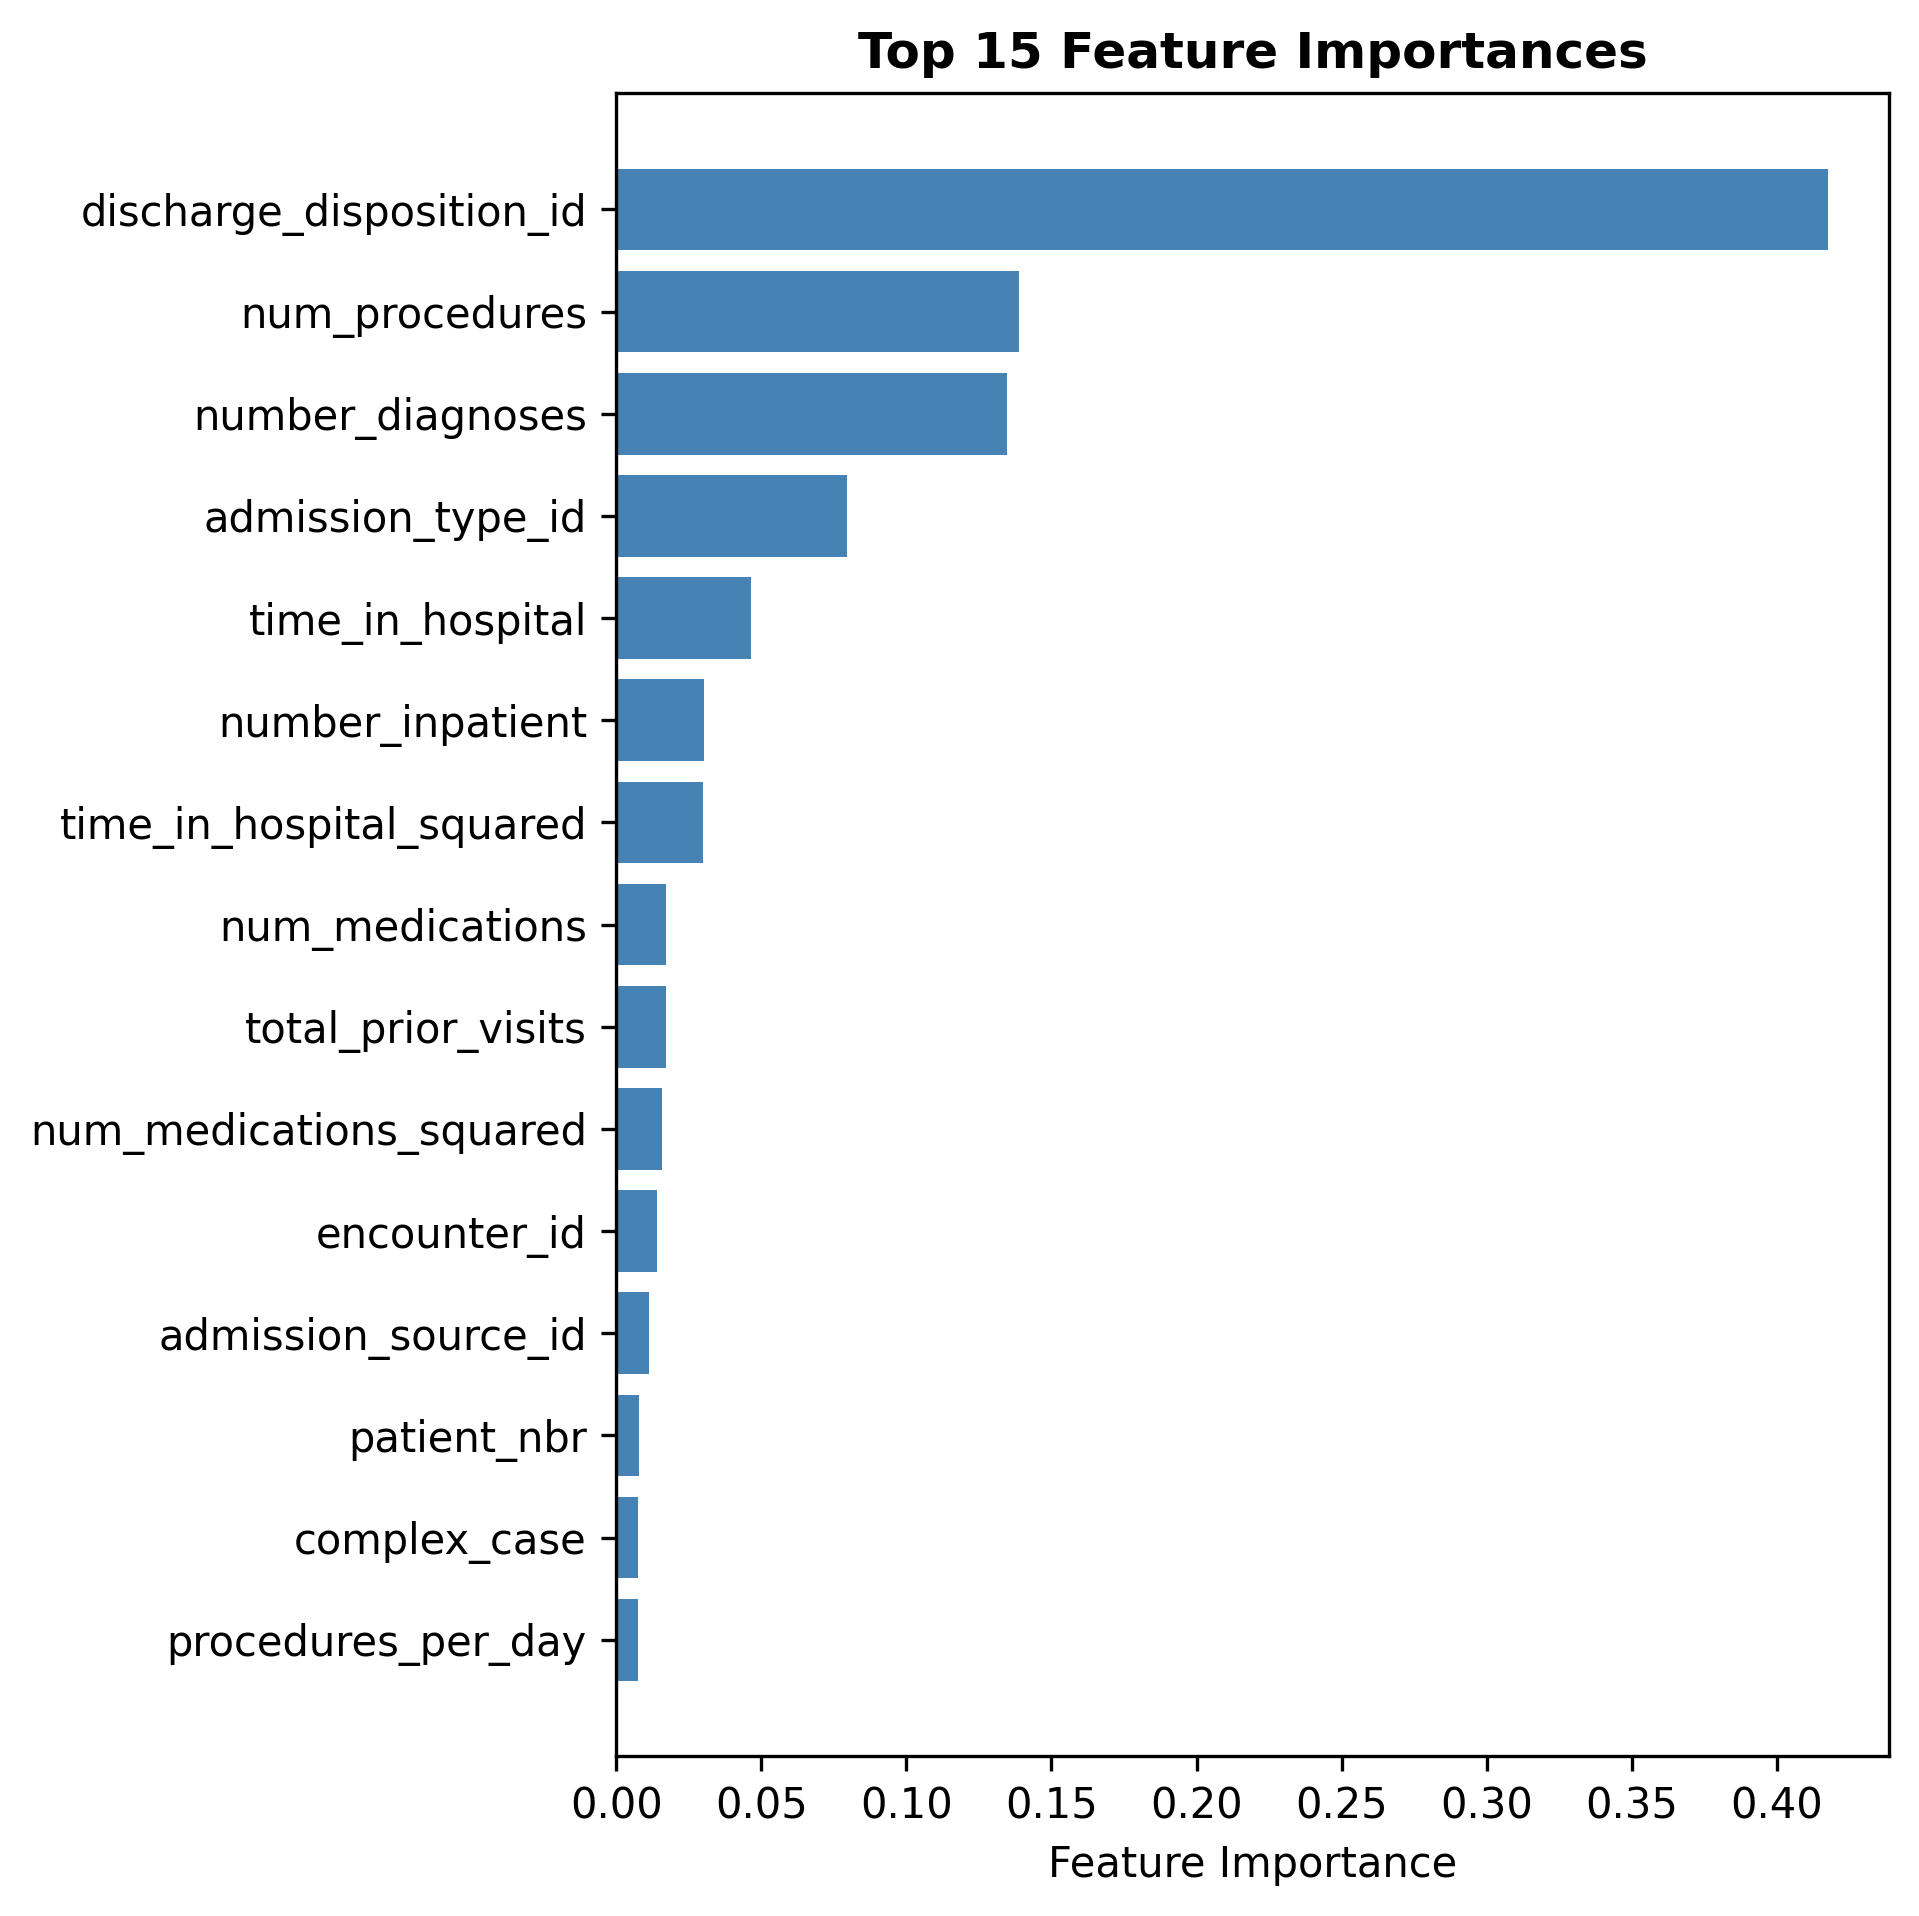 Top 15 Feature Importances
discharge_disposition_id
num_procedures
number_diagnoses
admission_type_id
time_in_hospital
number_inpatient
time_in_hospital_squared
num_medications
total_prior_visits
num_medications_squared
encounter_id
admission_source_id
patient_nbr
complex_case
procedures_per_day
0.00 0.05 0.10 0.15 0.20 0.25 0.30 0.35 0.40
Feature Importance